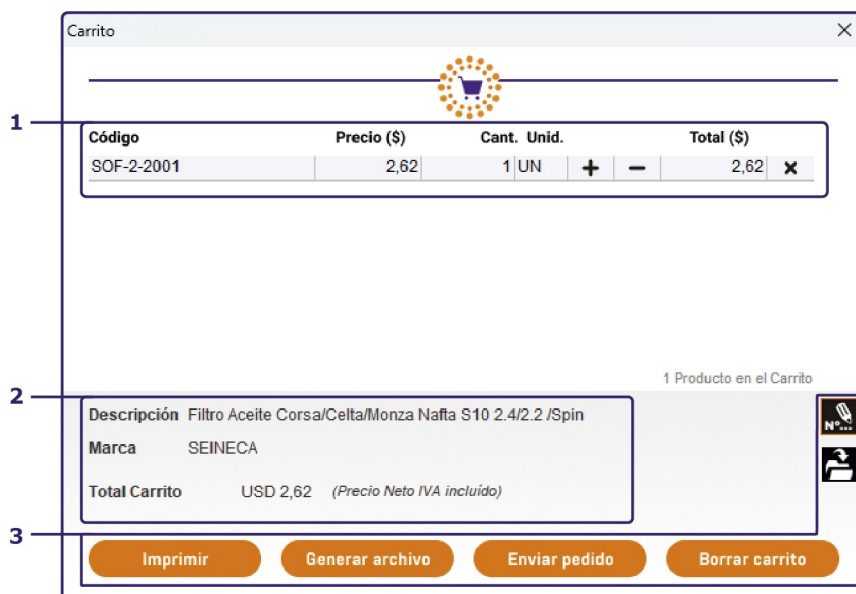 Carrito
1
Código Precio ($) Cant. Unid. Total ($)
SOF-2-2001 2,62 1 UN + − 2,62 x
1 Producto en el Carrito
2
Descripción Filtro Aceite Corsa/Celta/Monza Nafta S10 2.4/2.2 /Spin
Nº...
Marca SEINECA
Total Carrito USD 2,62 (Precio Neto IVA incluído)
3
Imprimir Generar archivo Enviar pedido Borrar carrito